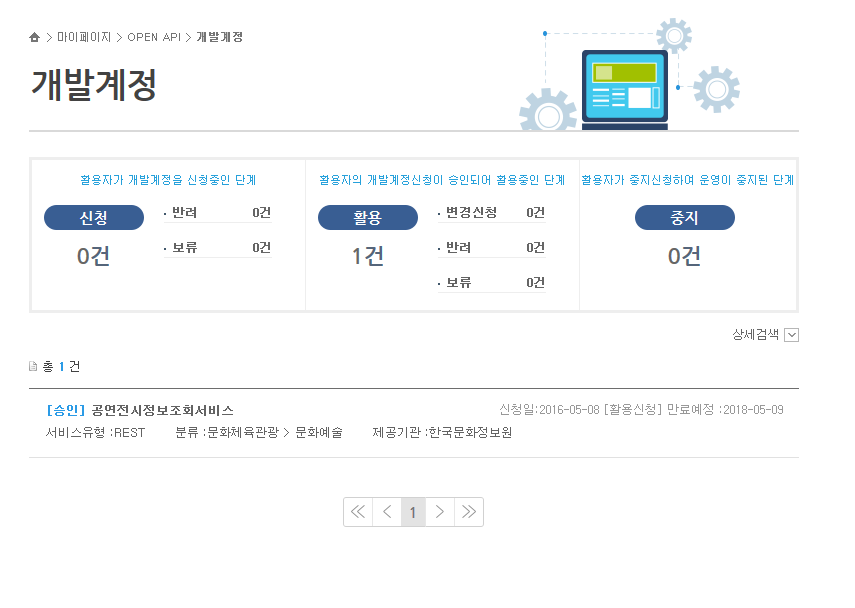 > 마이페이지 > OPEN API > 개발계정
개발계정
활용자가 개발계정을 신청중인 단계
신청
0건
· 반려 0건
· 보류 0건
활용자의 개발계정신청이 승인되어 활용중인 단계
활용
1건
· 변경신청 0건
· 반려 0건
· 보류 0건
활용자가 중지신청하여 운영이 중지된 단계
중지
0건
상세검색
총 1 건
[승인] 공연전시정보조회서비스 신청일:2016-05-08 [활용신청] 만료예정 :2018-05-09
서비스유형 :REST 분류 :문화체육관광 > 문화예술 제공기관 :한국문화정보원
1